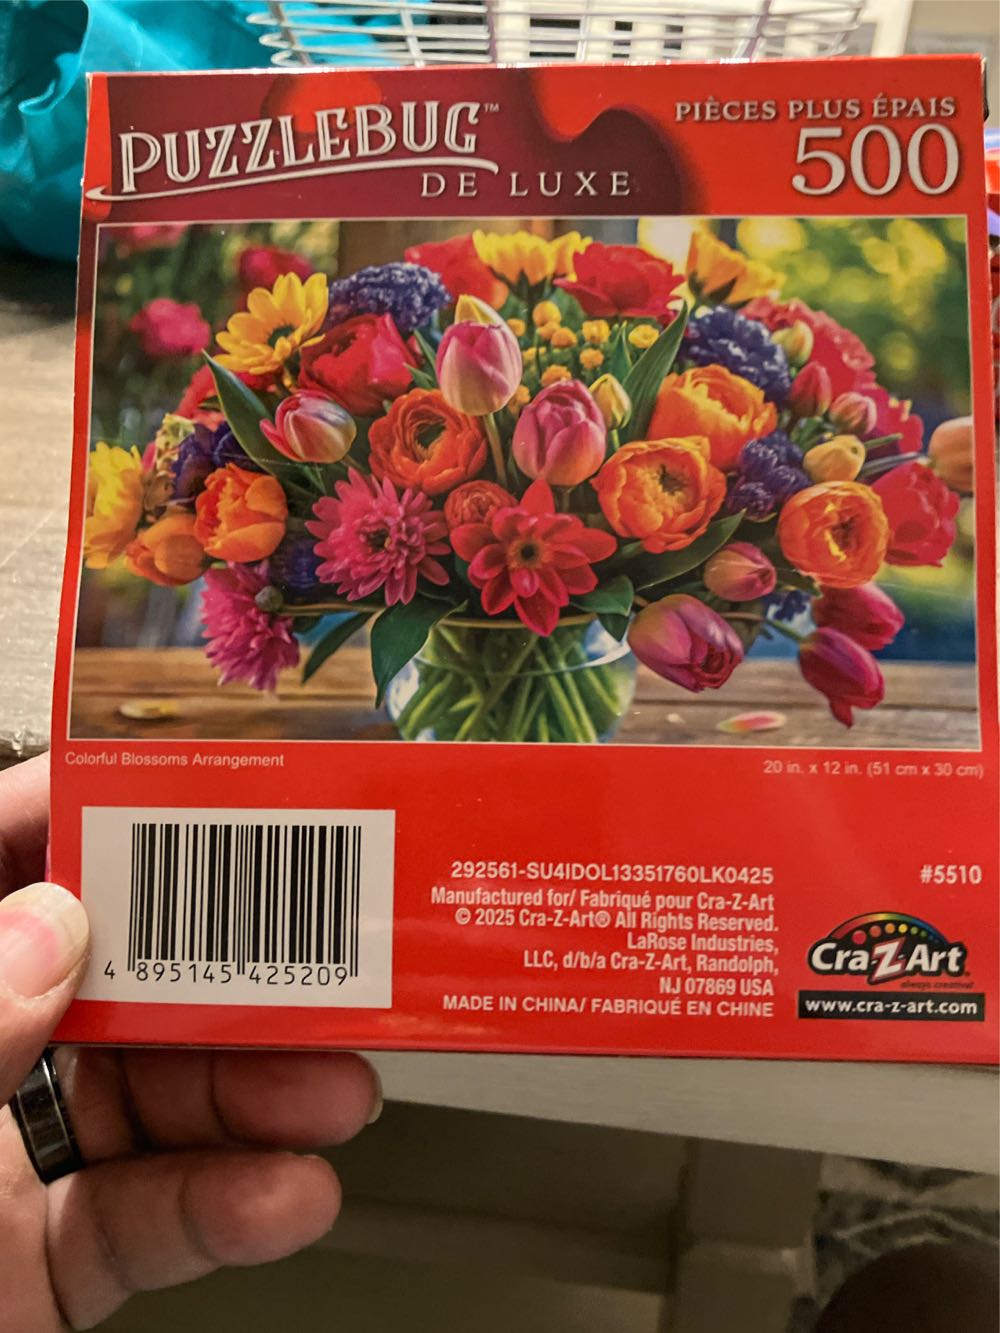 PUZZLEBUG™
DE LUXE
PIÈCES PLUS ÉPAIS
500
Colorful Blossoms Arrangement
20 in. x 12 in. (51 cm x 30 cm)
4 895145 425209
292561-SU4IDOL13351760LK0425
Manufactured for/ Fabriqué pour Cra-Z-Art
© 2025 Cra-Z-Art® All Rights Reserved.
LaRose Industries,
LLC, d/b/a Cra-Z-Art, Randolph,
NJ 07869 USA
MADE IN CHINA/ FABRIQUÉ EN CHINE
#5510
Cra-Z-Art
always creative!
www.cra-z-art.com